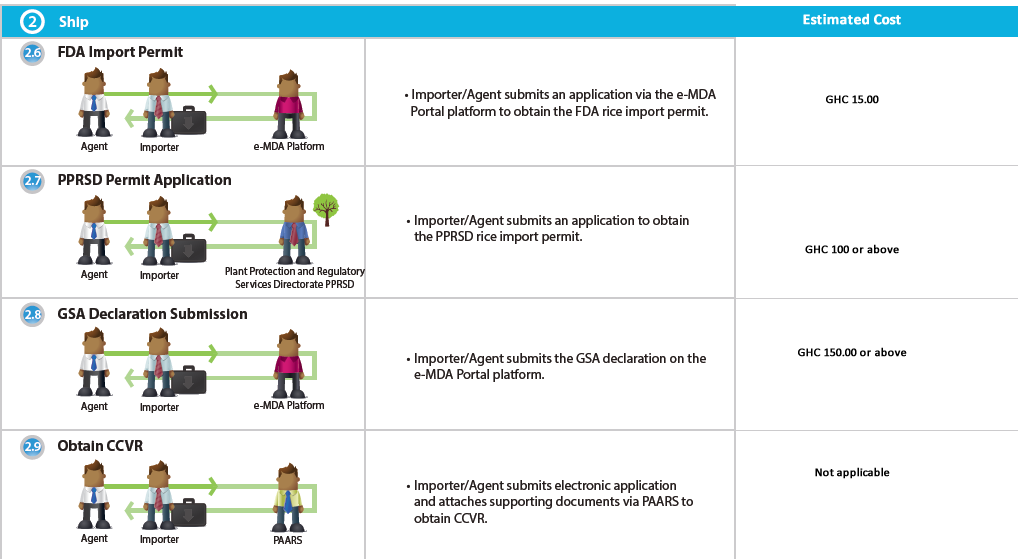 2 Ship Estimated Cost
2.6 FDA Import Permit
Agent
Importer
e-MDA Platform
• Importer/Agent submits an application via the e-MDA
Portal platform to obtain the FDA rice import permit.
GHC 15.00
2.7 PPRSD Permit Application
Agent
Importer
Plant Protection and Regulatory
Services Directorate PPRSD
• Importer/Agent submits an application to obtain
the PPRSD rice import permit.
GHC 100 or above
2.8 GSA Declaration Submission
Agent
Importer
e-MDA Platform
• Importer/Agent submits the GSA declaration on the
e-MDA Portal platform.
GHC 150.00 or above
2.9 Obtain CCVR
Agent
Importer
PAARS
• Importer/Agent submits electronic application
and attaches supporting documents via PAARS to
obtain CCVR.
Not applicable